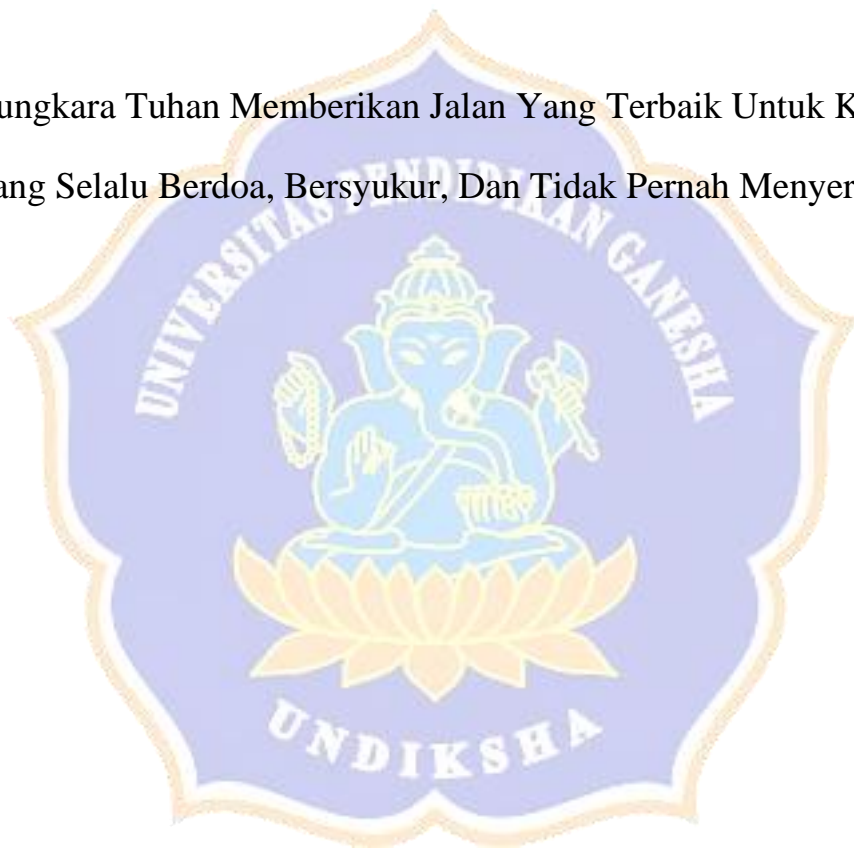 ungkara Tuhan Memberikan Jalan Yang Terbaik Untuk K
ang Selalu Berdoa, Bersyukur, Dan Tidak Pernah Menyer
UNIVERSITAS PENDIDIKAN GANESHA
UNDIKSHA